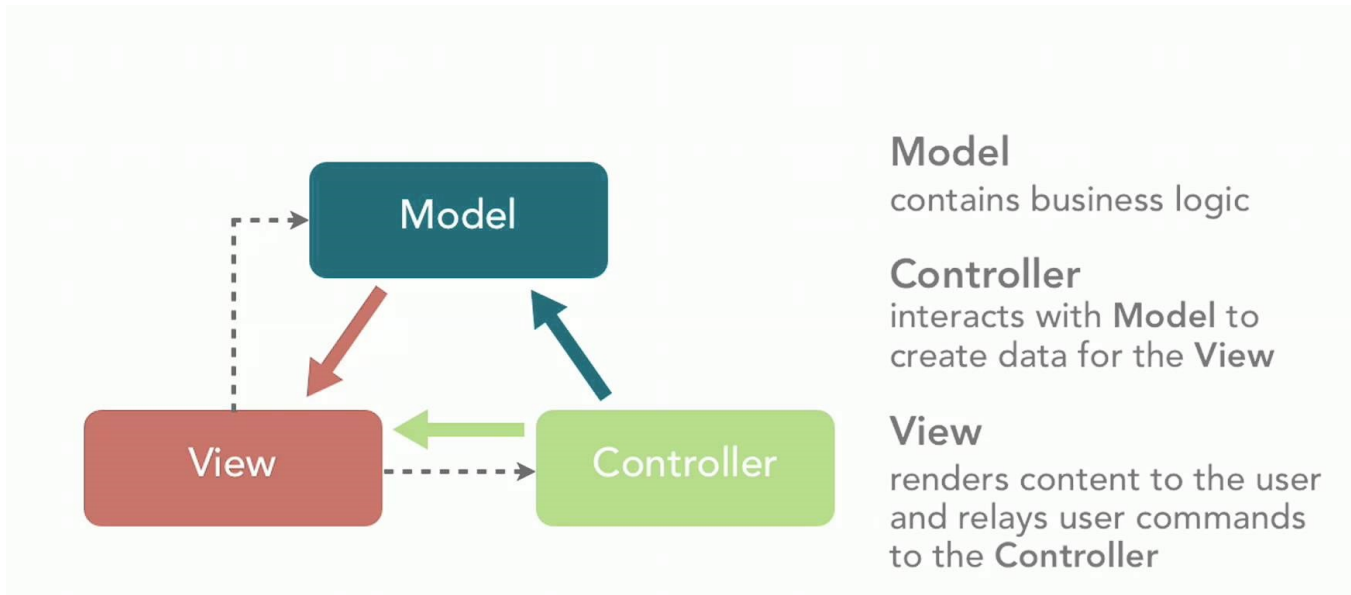 Model
View
Controller
Model
contains business logic
Controller
interacts with Model to
create data for the View
View
renders content to the user
and relays user commands
to the Controller